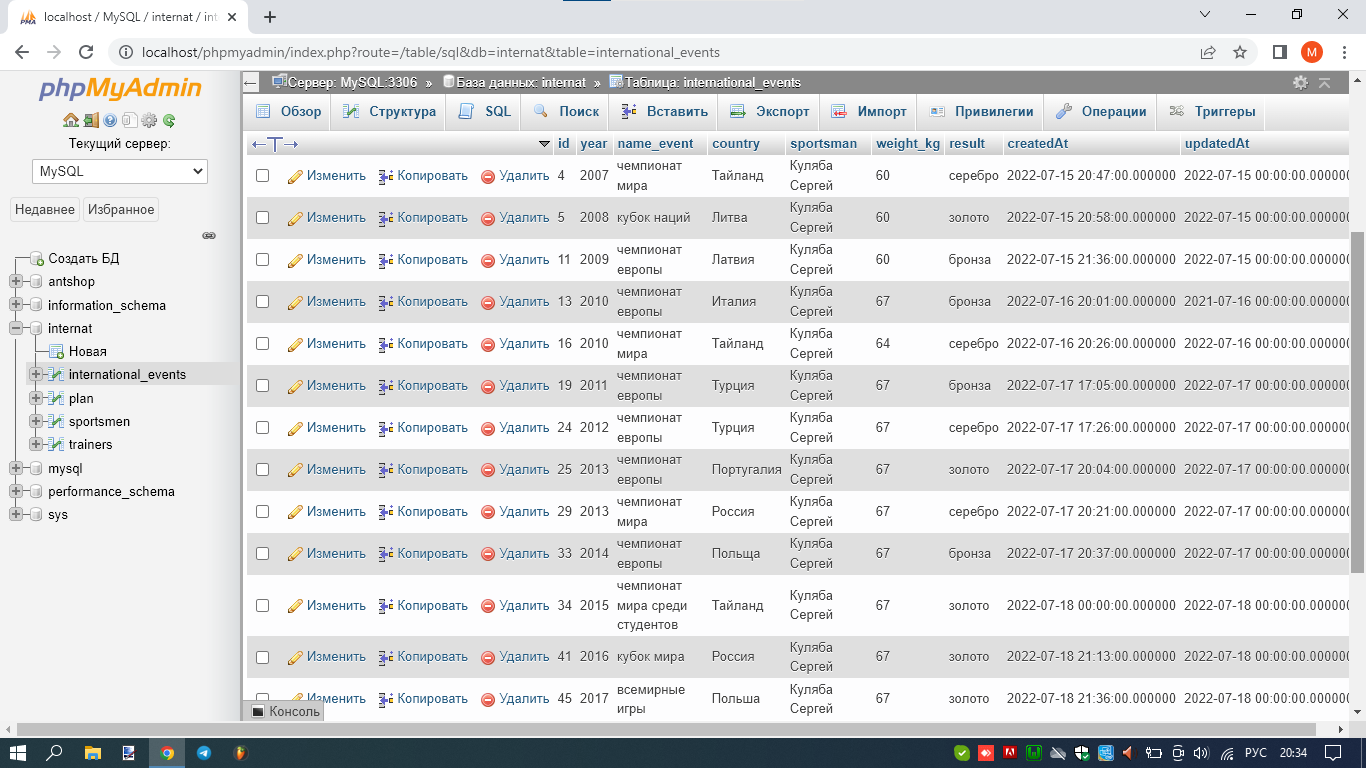 localhost / MySQL / internat / int
localhost/phpmyadmin/index.php?route=/table/sql&db=internat&table=international_events
M
phpMyAdmin
Текущий сервер:
MySQL
Недавнее Избранное
Создать БД
antshop
information_schema
internat
Новая
international_events
plan
sportsmen
trainers
mysql
performance_schema
sys
Сервер: MySQL:3306 » База данных: internat » Таблица: international_events
Обзор Структура SQL Поиск Вставить Экспорт Импорт Привилегии Операции Триггеры
id year name_event country sportsman weight_kg result createdAt updatedAt
Изменить Копировать Удалить 4 2007 чемпионат мира Тайланд Куляба Сергей 60 серебро 2022-07-15 20:47:00.000000 2022-07-15 00:00:00.000000
Изменить Копировать Удалить 5 2008 кубок наций Литва Куляба Сергей 60 золото 2022-07-15 20:58:00.000000 2022-07-15 00:00:00.000000
Изменить Копировать Удалить 11 2009 чемпионат европы Латвия Куляба Сергей 60 бронза 2022-07-15 21:36:00.000000 2022-07-15 00:00:00.000000
Изменить Копировать Удалить 13 2010 чемпионат европы Италия Куляба Сергей 67 бронза 2022-07-16 20:01:00.000000 2021-07-16 00:00:00.000000
Изменить Копировать Удалить 16 2010 чемпионат мира Тайланд Куляба Сергей 64 серебро 2022-07-16 20:26:00.000000 2022-07-16 00:00:00.000000
Изменить Копировать Удалить 19 2011 чемпионат европы Турция Куляба Сергей 67 бронза 2022-07-17 17:05:00.000000 2022-07-17 00:00:00.000000
Изменить Копировать Удалить 24 2012 чемпионат европы Турция Куляба Сергей 67 серебро 2022-07-17 17:26:00.000000 2022-07-17 00:00:00.000000
Изменить Копировать Удалить 25 2013 чемпионат европы Португалия Куляба Сергей 67 золото 2022-07-17 20:04:00.000000 2022-07-17 00:00:00.000000
Изменить Копировать Удалить 29 2013 чемпионат мира Россия Куляба Сергей 67 серебро 2022-07-17 20:21:00.000000 2022-07-17 00:00:00.000000
Изменить Копировать Удалить 33 2014 чемпионат европы Польща Куляба Сергей 67 бронза 2022-07-17 20:37:00.000000 2022-07-17 00:00:00.000000
Изменить Копировать Удалить 34 2015 чемпионат мира среди студентов Тайланд Куляба Сергей 67 золото 2022-07-18 00:00:00.000000 2022-07-18 00:00:00.000000
Изменить Копировать Удалить 41 2016 кубок мира Россия Куляба Сергей 67 золото 2022-07-18 21:13:00.000000 2022-07-18 00:00:00.000000
Изменить Копировать Удалить 45 2017 всемирные игры Польша Куляба Сергей 67 золото 2022-07-18 21:36:00.000000 2022-07-18 00:00:00.000000
Консоль
РУС 20:34